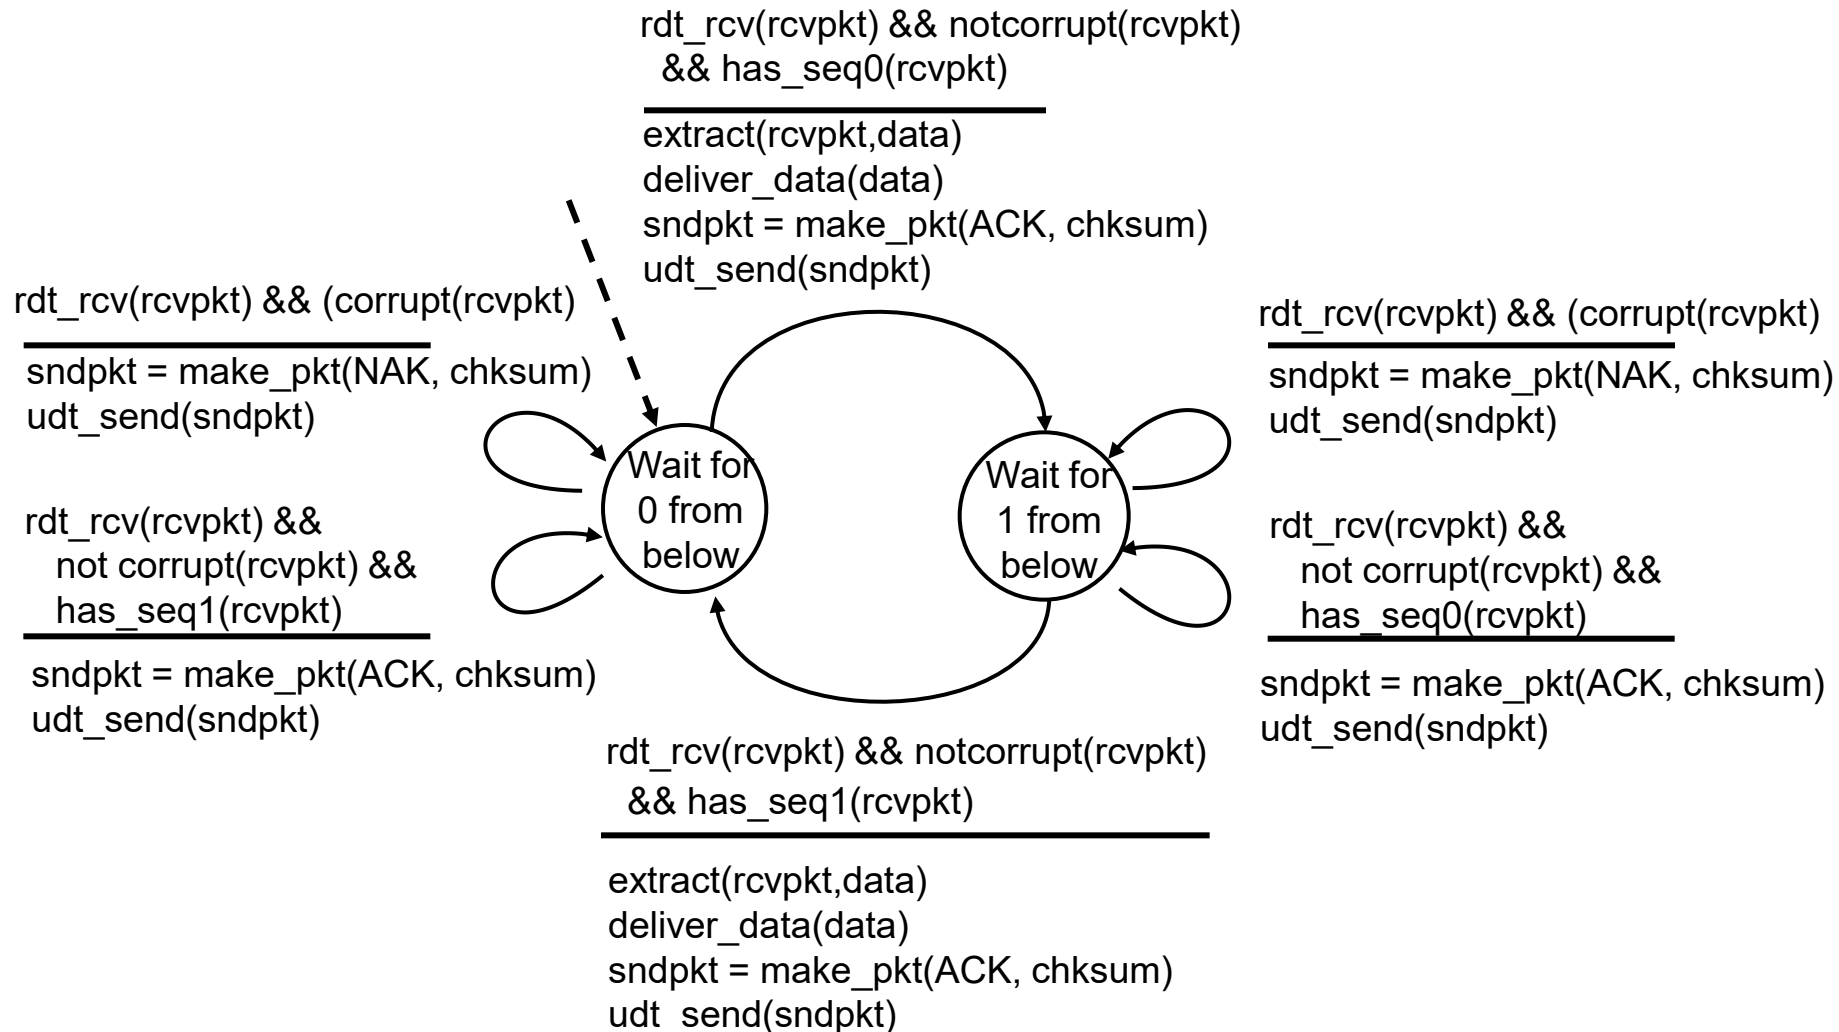 rdt_rcv(rcvpkt) && notcorrupt(rcvpkt)
&& has_seq0(rcvpkt)
extract(rcvpkt,data)
deliver_data(data)
sndpkt = make_pkt(ACK, chksum)
udt_send(sndpkt)
rdt_rcv(rcvpkt) && (corrupt(rcvpkt)
sndpkt = make_pkt(NAK, chksum)
udt_send(sndpkt)
rdt_rcv(rcvpkt) &&
not corrupt(rcvpkt) &&
has_seq1(rcvpkt)
sndpkt = make_pkt(ACK, chksum)
udt_send(sndpkt)
Wait for
0 from
below
Wait for
1 from
below
rdt_rcv(rcvpkt) && (corrupt(rcvpkt)
sndpkt = make_pkt(NAK, chksum)
udt_send(sndpkt)
rdt_rcv(rcvpkt) &&
not corrupt(rcvpkt) &&
has_seq0(rcvpkt)
sndpkt = make_pkt(ACK, chksum)
udt_send(sndpkt)
rdt_rcv(rcvpkt) && notcorrupt(rcvpkt)
&& has_seq1(rcvpkt)
extract(rcvpkt,data)
deliver_data(data)
sndpkt = make_pkt(ACK, chksum)
udt_send(sndpkt)